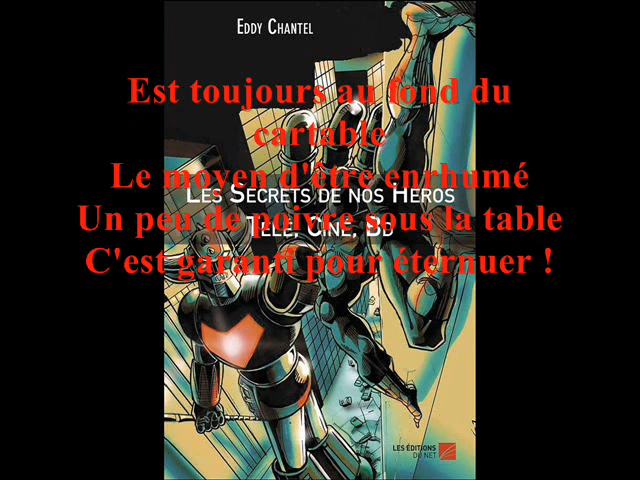 Eddy Chantel
Est toujours au fond du
cartable
Le moyen d'être enrhumé
Les Secrets de nos Heros
Un peu de poivre sous la table
Télé, Ciné, Bd
C'est garanti pour éternuer !
LES ÉDITIONS
DU NET